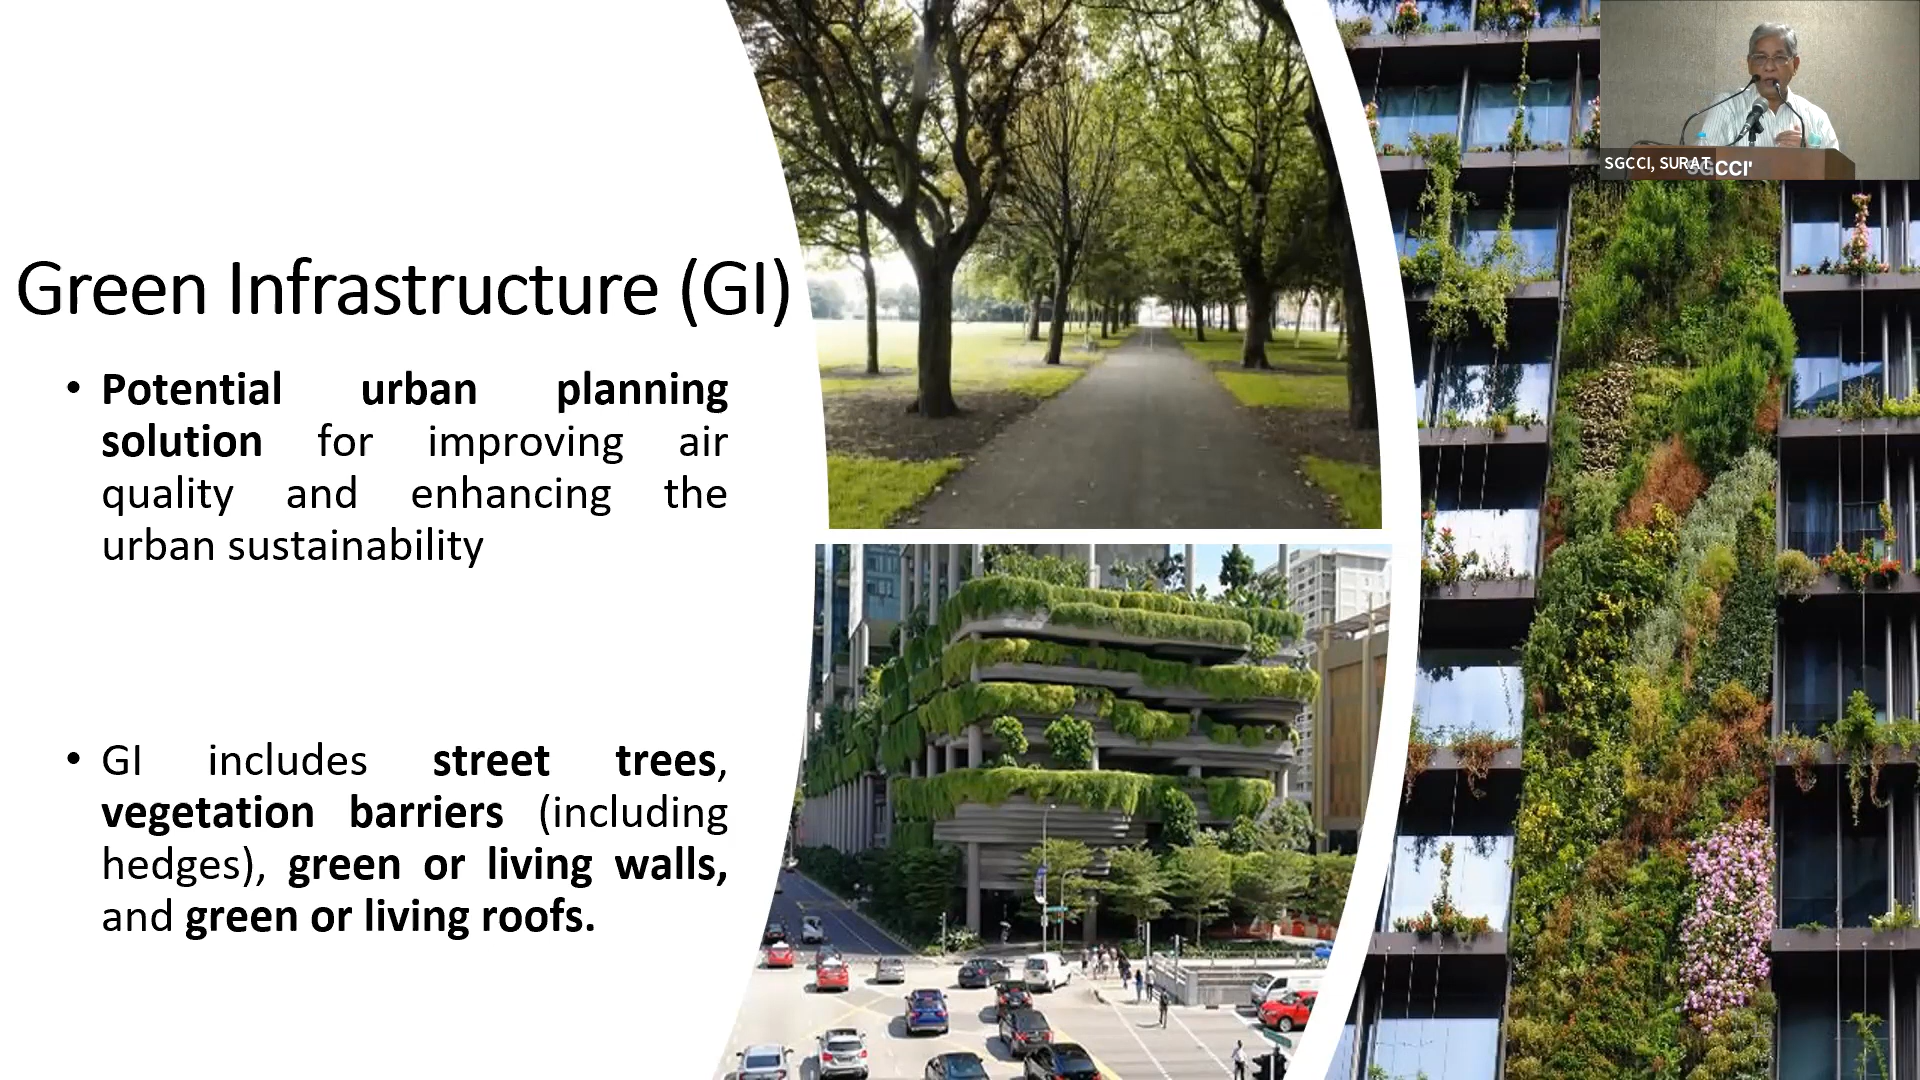 Green Infrastructure (GI)
• Potential urban planning
solution for improving air
quality and enhancing the
urban sustainability
• GI includes street trees,
vegetation barriers (including
hedges), green or living walls,
and green or living roofs.
SGCCI, SURAT
SGCCI'